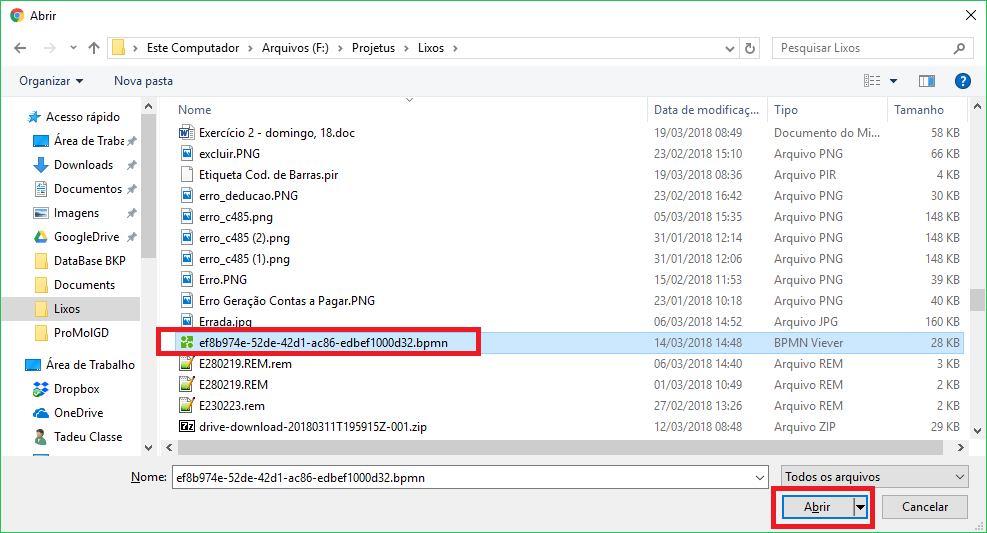 Abrir
Este Computador > Arquivos (F:) > Projetus > Lixos >
Pesquisar Lixos
Organizar
Nova pasta
?
Nome Data de modificaç... Tipo Tamanho
Acesso rápido
Área de Traba
Downloads
Documentos
Imagens
GoogleDrive
DataBase BKP
Documents
Lixos
ProMolGD
Área de Trabalho
Dropbox
OneDrive
Tadeu Classe
Exercício 2 - domingo, 18.doc 19/03/2018 08:49 Documento do Mi... 58 KB
excluir.PNG 23/02/2018 15:10 Arquivo PNG 66 KB
Etiqueta Cod. de Barras.pir 19/03/2018 08:36 Arquivo PIR 4 KB
erro_deducao.PNG 23/02/2018 16:42 Arquivo PNG 30 KB
erro_c485.png 05/03/2018 15:35 Arquivo PNG 148 KB
erro_c485 (2).png 31/01/2018 12:14 Arquivo PNG 148 KB
erro_c485 (1).png 31/01/2018 12:06 Arquivo PNG 148 KB
Erro.PNG 15/02/2018 11:53 Arquivo PNG 39 KB
Erro Geração Contas a Pagar.PNG 23/01/2018 10:18 Arquivo PNG 40 KB
Errada.jpg 06/03/2018 14:52 Arquivo JPG 160 KB
ef8b974e-52de-42d1-ac86-edbef1000d32.bpmn 14/03/2018 14:48 BPMN Viever 28 KB
E280219.REM.rem 06/03/2018 14:40 Arquivo REM 3 KB
E280219.REM 01/03/2018 10:49 Arquivo REM 2 KB
E230223.rem 27/02/2018 13:26 Arquivo REM 2 KB
drive-download-20180311T195915Z-001.zip 12/03/2018 08:48 Arquivo ZIP 29 KB
Nome: ef8b974e-52de-42d1-ac86-edbef1000d32.bpmn Todos os arquivos
Abrir Cancelar